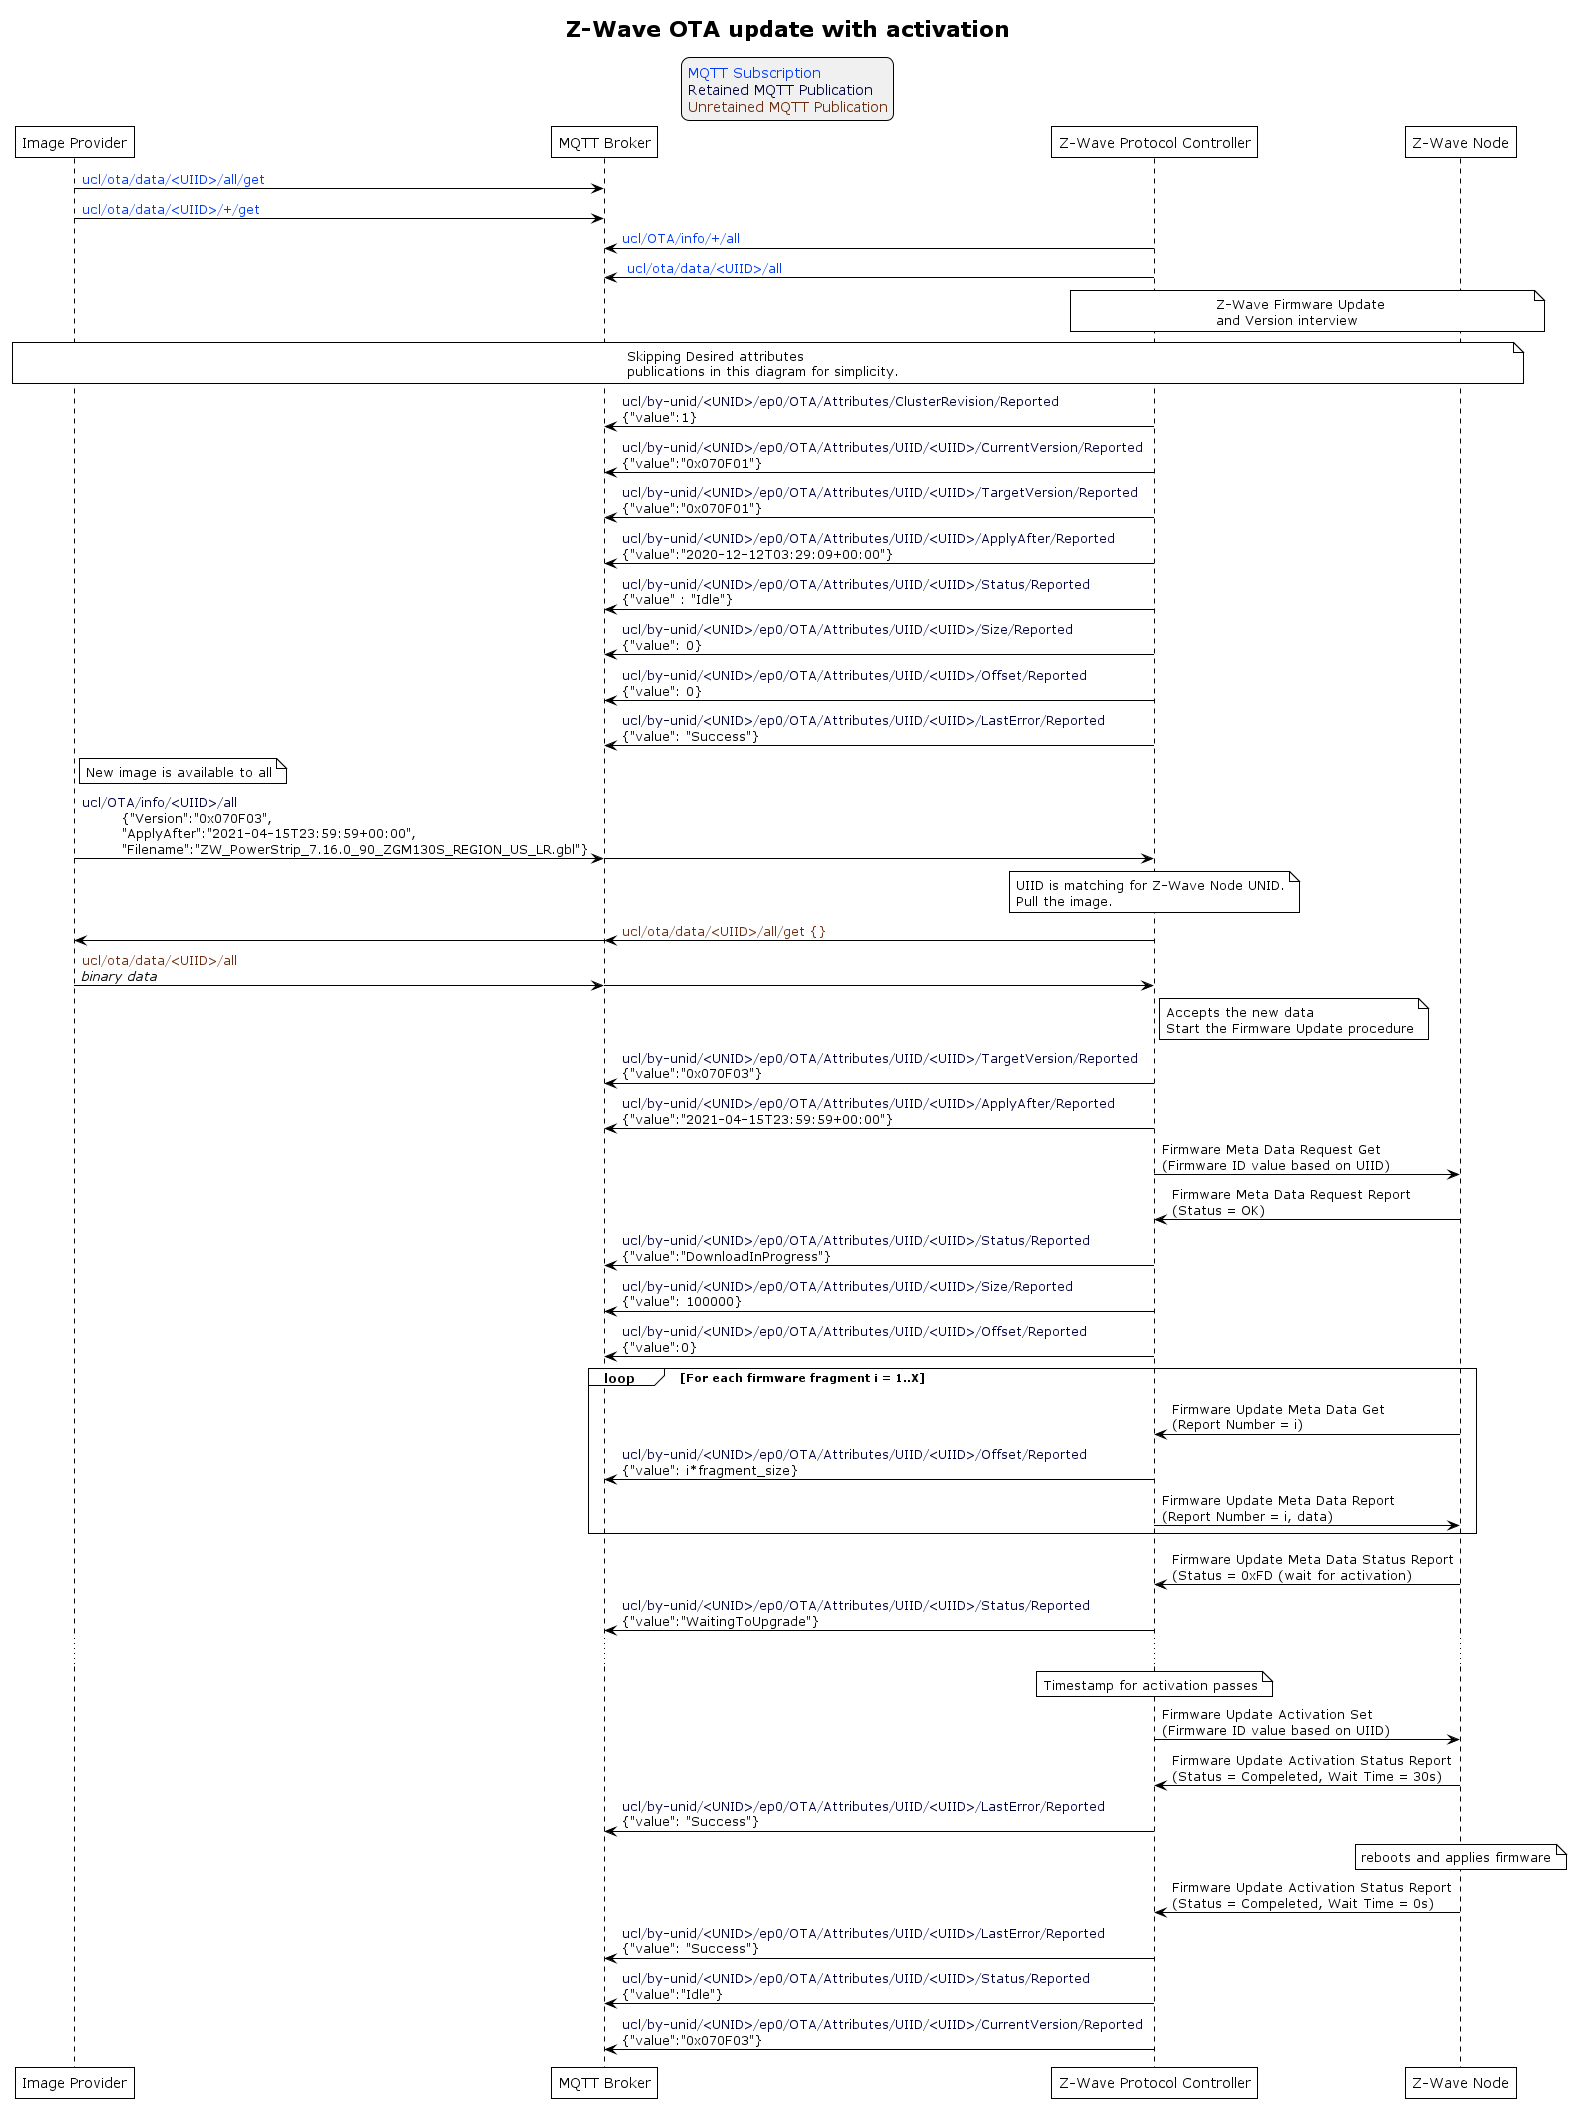 Z-Wave OTA update with activation
MQTT Subscription
Retained MQTT Publication
Unretained MQTT Publication
Image Provider
MQTT Broker
Z-Wave Protocol Controller
Z-Wave Node
ucl/ota/data/<UIID>/all/get
ucl/ota/data/<UIID>/+/get
ucl/OTA/info/+/all
ucl/ota/data/<UIID>/all
Z-Wave Firmware Update
and Version interview
Skipping Desired attributes
publications in this diagram for simplicity.
ucl/by-unid/<UNID>/ep0/OTA/Attributes/ClusterRevision/Reported
{"value":1}
ucl/by-unid/<UNID>/ep0/OTA/Attributes/UIID/<UIID>/CurrentVersion/Reported
{"value":"0x070F01"}
ucl/by-unid/<UNID>/ep0/OTA/Attributes/UIID/<UIID>/TargetVersion/Reported
{"value":"0x070F01"}
ucl/by-unid/<UNID>/ep0/OTA/Attributes/UIID/<UIID>/ApplyAfter/Reported
{"value":"2020-12-12T03:29:09+00:00"}
ucl/by-unid/<UNID>/ep0/OTA/Attributes/UIID/<UIID>/Status/Reported
{"value" : "Idle"}
ucl/by-unid/<UNID>/ep0/OTA/Attributes/UIID/<UIID>/Size/Reported
{"value": 0}
ucl/by-unid/<UNID>/ep0/OTA/Attributes/UIID/<UIID>/Offset/Reported
{"value": 0}
ucl/by-unid/<UNID>/ep0/OTA/Attributes/UIID/<UIID>/LastError/Reported
{"value": "Success"}
New image is available to all
ucl/OTA/info/<UIID>/all
{"Version":"0x070F03",
"ApplyAfter":"2021-04-15T23:59:59+00:00",
"Filename":"ZW_PowerStrip_7.16.0_90_ZGM130S_REGION_US_LR.gbl"}
UIID is matching for Z-Wave Node UNID.
Pull the image.
ucl/ota/data/<UIID>/all/get {}
ucl/ota/data/<UIID>/all
binary data
Accepts the new data
Start the Firmware Update procedure
ucl/by-unid/<UNID>/ep0/OTA/Attributes/UIID/<UIID>/TargetVersion/Reported
{"value":"0x070F03"}
ucl/by-unid/<UNID>/ep0/OTA/Attributes/UIID/<UIID>/ApplyAfter/Reported
{"value":"2021-04-15T23:59:59+00:00"}
Firmware Meta Data Request Get
(Firmware ID value based on UIID)
Firmware Meta Data Request Report
(Status = OK)
ucl/by-unid/<UNID>/ep0/OTA/Attributes/UIID/<UIID>/Status/Reported
{"value":"DownloadInProgress"}
ucl/by-unid/<UNID>/ep0/OTA/Attributes/UIID/<UIID>/Size/Reported
{"value": 100000}
ucl/by-unid/<UNID>/ep0/OTA/Attributes/UIID/<UIID>/Offset/Reported
{"value":0}
loop [For each firmware fragment i = 1..X]
Firmware Update Meta Data Get
(Report Number = i)
ucl/by-unid/<UNID>/ep0/OTA/Attributes/UIID/<UIID>/Offset/Reported
{"value": i*fragment_size}
Firmware Update Meta Data Report
(Report Number = i, data)
Firmware Update Meta Data Status Report
(Status = 0xFD (wait for activation)
ucl/by-unid/<UNID>/ep0/OTA/Attributes/UIID/<UIID>/Status/Reported
{"value":"WaitingToUpgrade"}
Timestamp for activation passes
Firmware Update Activation Set
(Firmware ID value based on UIID)
Firmware Update Activation Status Report
(Status = Compeleted, Wait Time = 30s)
ucl/by-unid/<UNID>/ep0/OTA/Attributes/UIID/<UIID>/LastError/Reported
{"value": "Success"}
reboots and applies firmware
Firmware Update Activation Status Report
(Status = Compeleted, Wait Time = 0s)
ucl/by-unid/<UNID>/ep0/OTA/Attributes/UIID/<UIID>/LastError/Reported
{"value": "Success"}
ucl/by-unid/<UNID>/ep0/OTA/Attributes/UIID/<UIID>/Status/Reported
{"value":"Idle"}
ucl/by-unid/<UNID>/ep0/OTA/Attributes/UIID/<UIID>/CurrentVersion/Reported
{"value":"0x070F03"}
Image Provider
MQTT Broker
Z-Wave Protocol Controller
Z-Wave Node